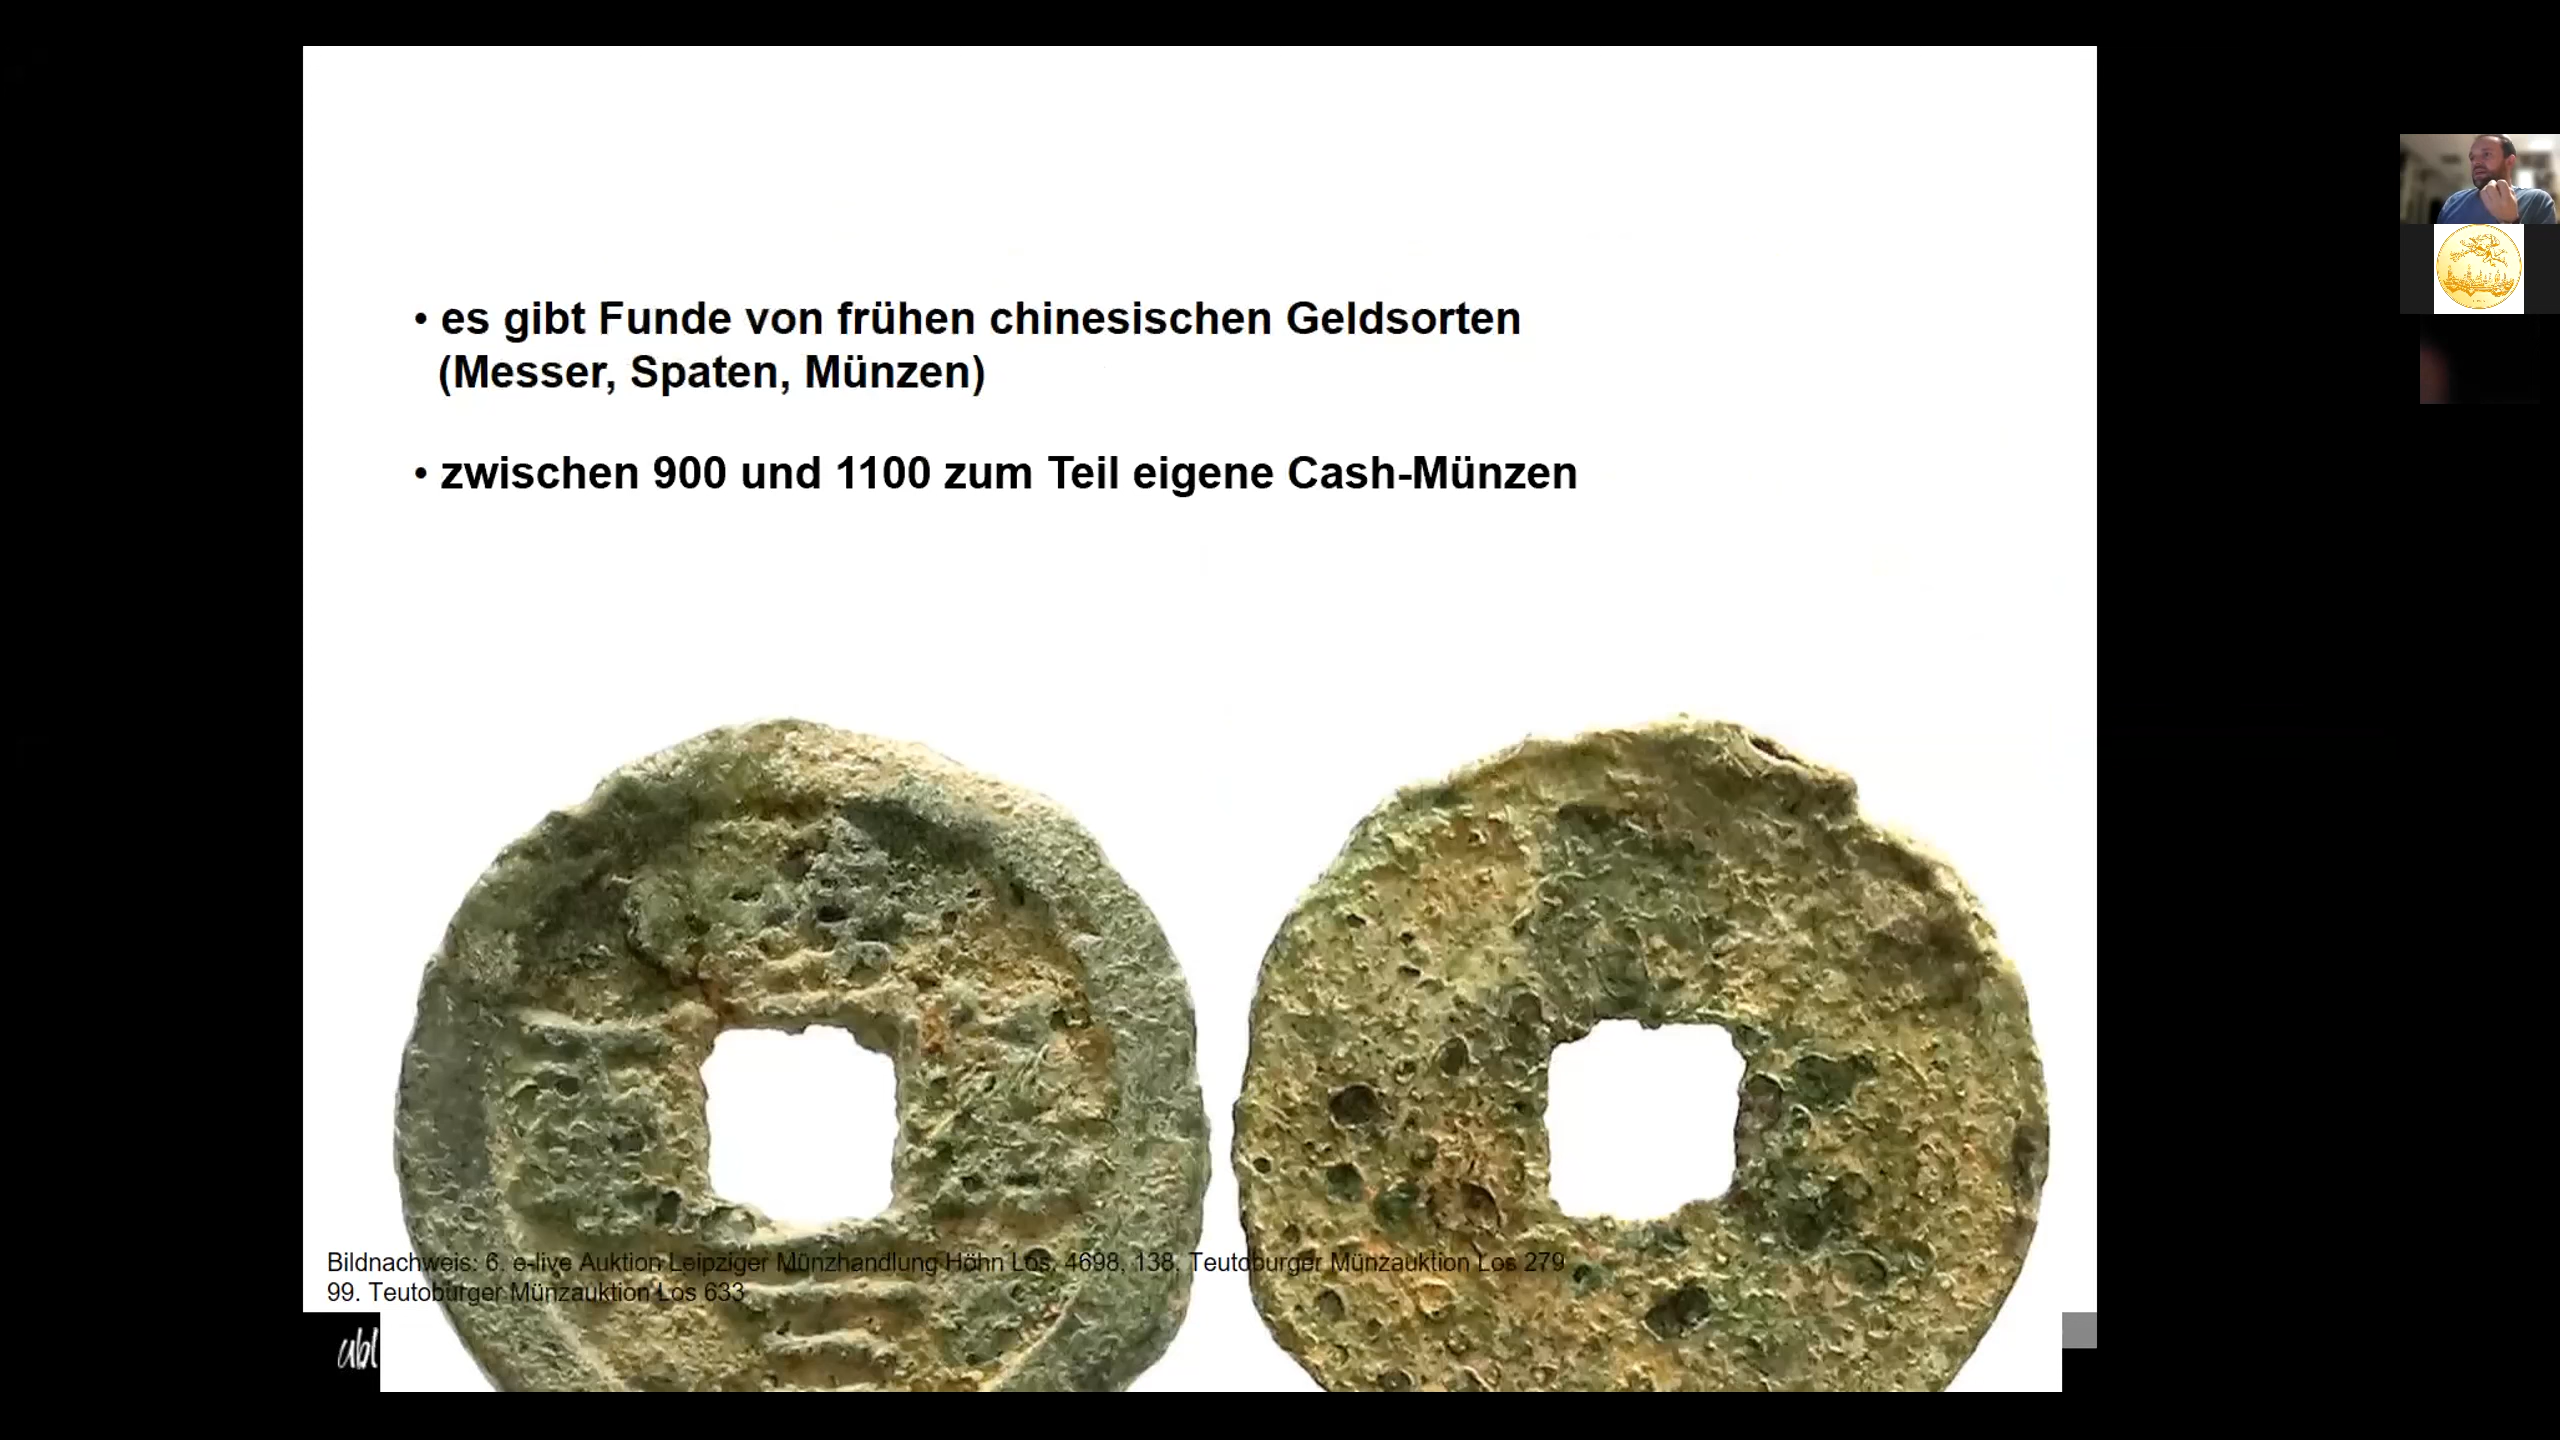 • es gibt Funde von frühen chinesischen Geldsorten
(Messer, Spaten, Münzen)
• zwischen 900 und 1100 zum Teil eigene Cash-Münzen
Bildnachweis: 6. e-live Auktion Leipziger Münzhandlung Höhn Los, 4698, 138. Teutoburger Münzauktion Los 279
99. Teutoburger Münzauktion Los 633
ubl